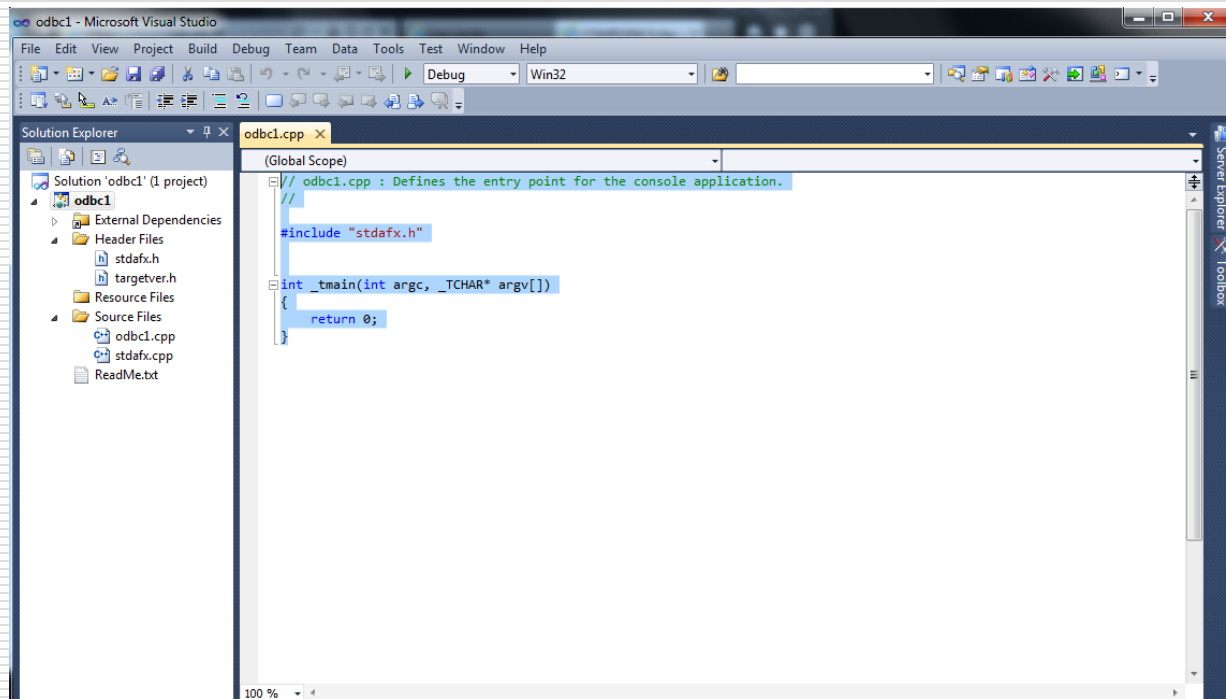 odbc1 - Microsoft Visual Studio
File Edit View Project Build Debug Team Data Tools Test Window Help
Debug Win32
Solution Explorer
Solution 'odbc1' (1 project)
odbc1
External Dependencies
Header Files
stdafx.h
targetver.h
Resource Files
Source Files
odbc1.cpp
stdafx.cpp
ReadMe.txt
odbc1.cpp
(Global Scope)
// odbc1.cpp : Defines the entry point for the console application.
//
#include "stdafx.h"
int _tmain(int argc, _TCHAR* argv[])
{
return 0;
}
100 %
Server Explorer
Toolbox